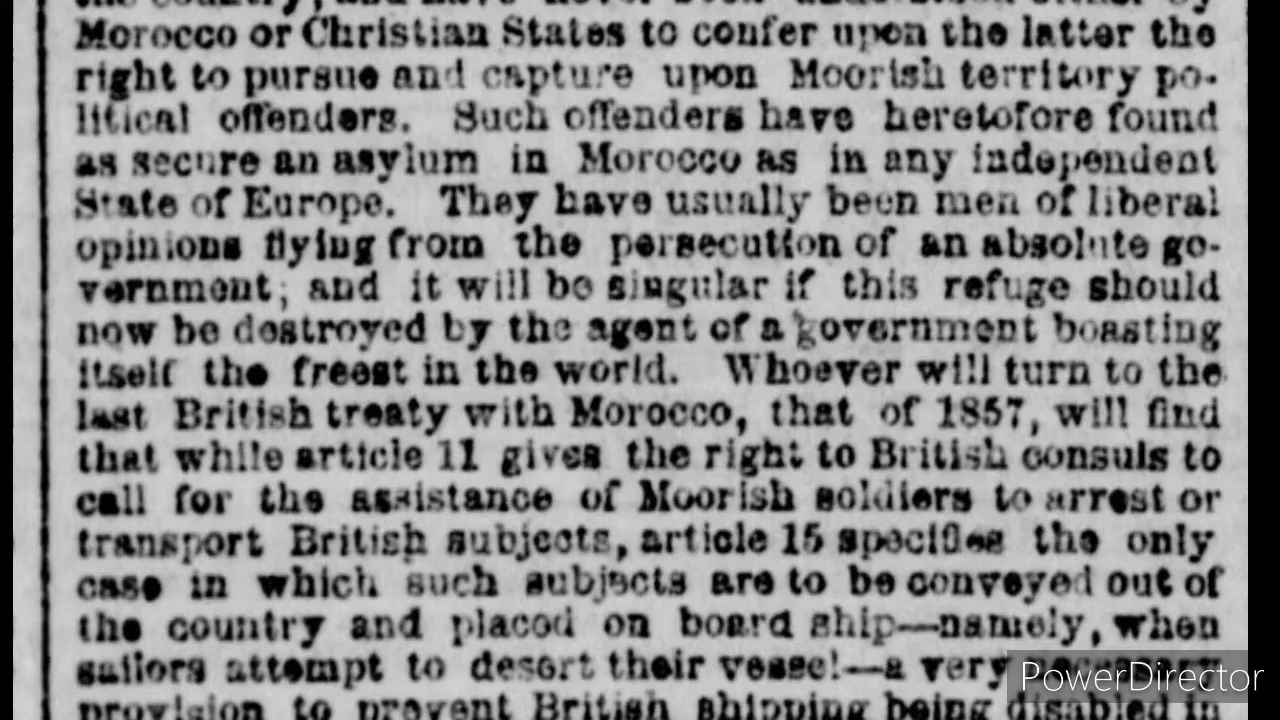 Morocco or Christian States to confer upon the latter the
right to pursue and capture upon Moorish territory po-
litical offenders. Such offenders have heretofore found
as secure an asylum in Morocco as in any independent
State of Europe. They have usually been men of liberal
opinions flying from the persecution of an absolute go-
vernment; and it will be singular if this refuge should
now be destroyed by the agent of a government boasting
itself the freest in the world. Whoever will turn to the
last British treaty with Morocco, that of 1857, will find
that while article 11 gives the right to British consuls to
call for the assistance of Moorish soldiers to arrest or
transport British subjects, article 15 specifies the only
case in which such subjects are to be conveyed out of
the country and placed on board ship—namely, when
sailors attempt to desert their vessel—a very
provision to prevent British shipping being disabled in
PowerDirector